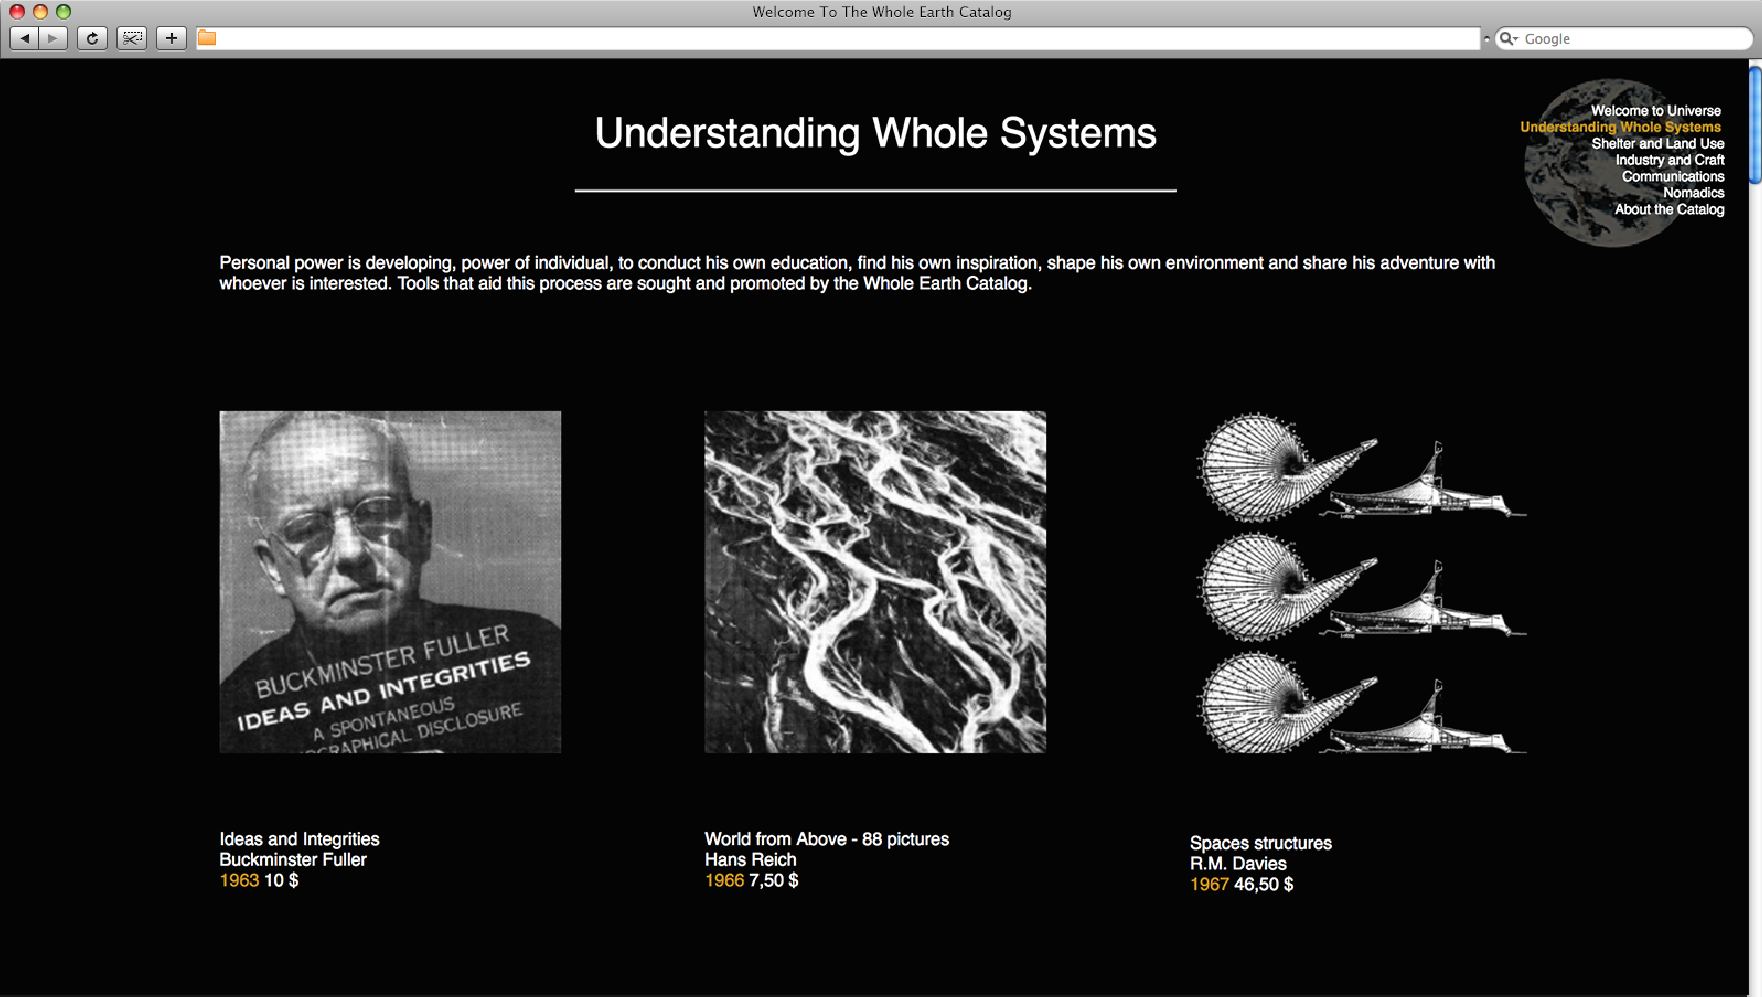 Welcome To The Whole Earth Catalog
Google
Understanding Whole Systems
Welcome to Universe
Understanding Whole Systems
Shelter and Land Use
Industry and Craft
Communications
Nomadics
About the Catalog
Personal power is developing, power of individual, to conduct his own education, find his own inspiration, shape his own environment and share his adventure with
whoever is interested. Tools that aid this process are sought and promoted by the Whole Earth Catalog.
BUCKMINSTER FULLER
IDEAS AND INTEGRITIES
A SPONTANEOUS
OGRAPHICAL DISCLOSURE
Ideas and Integrities
Buckminster Fuller
1963 10 $
World from Above - 88 pictures
Hans Reich
1966 7,50 $
Spaces structures
R.M. Davies
1967 46,50 $